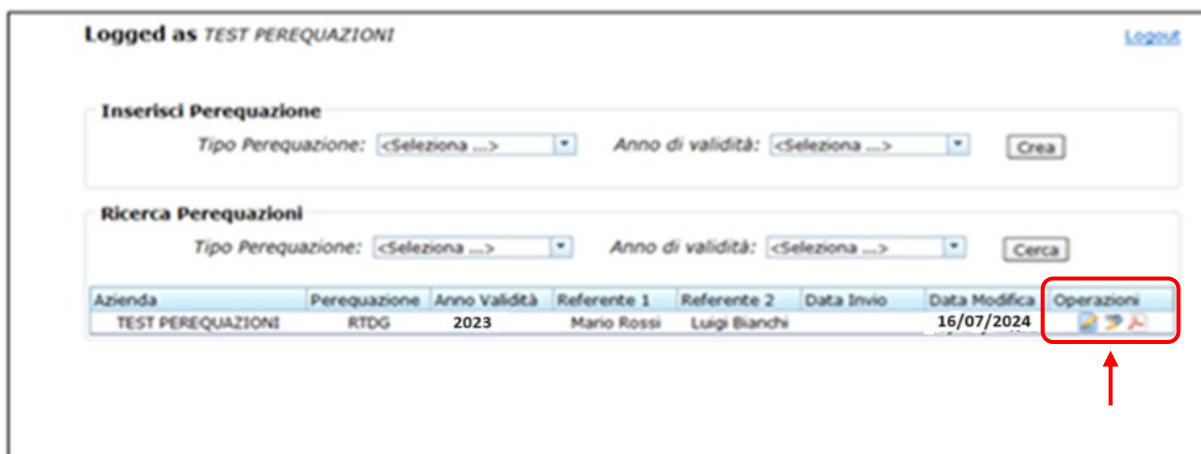 Logged as TEST PEREQUAZIONI Logout
Inserisci Perequazione
Tipo Perequazione: <Seleziona ...> Anno di validità: <Seleziona ...> Crea
Ricerca Perequazioni
Tipo Perequazione: <Seleziona ...> Anno di validità: <Seleziona ...> Cerca
Azienda Perequazione Anno Validità Referente 1 Referente 2 Data Invio Data Modifica Operazioni
TEST PEREQUAZIONI RTDG 2023 Mario Rossi Luigi Bianchi 16/07/2024